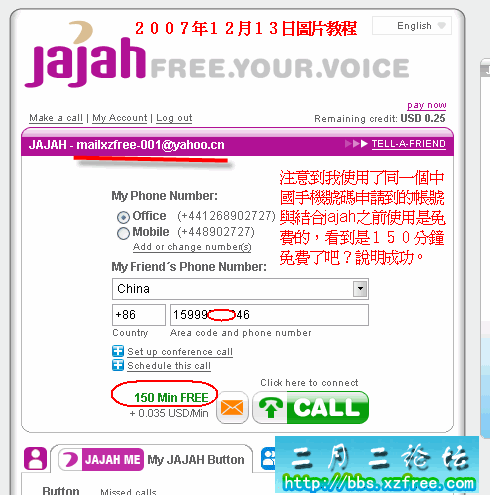 2007年12月13日圖片教程
English
jajah FREE.YOUR.VOICE
pay now
Make a call | My Account | Log out
Remaining credit: USD 0.25
JAJAH - mailxzfree-001@yahoo.cn
TELL-A-FRIEND
注意到我使用了同一個中
國手機號碼申請到的帳號
與結合jajah之前使用是免
費的，看到是１５０分鐘
免費了吧？說明成功。
My Phone Number:
Office (+441268902727)
Mobile (+448902727)
Add or change number(s)
My Friend´s Phone Number:
China
+86
15999 46
Country
Area code and phone number
Set up conference call
Schedule this call
Click here to connect
150 Min FREE
+ 0.035 USD/Min
CALL
JAJAH ME
My JAJAH Button
Button
Missed calls
二月二论坛
http://bbs.xzfree.com